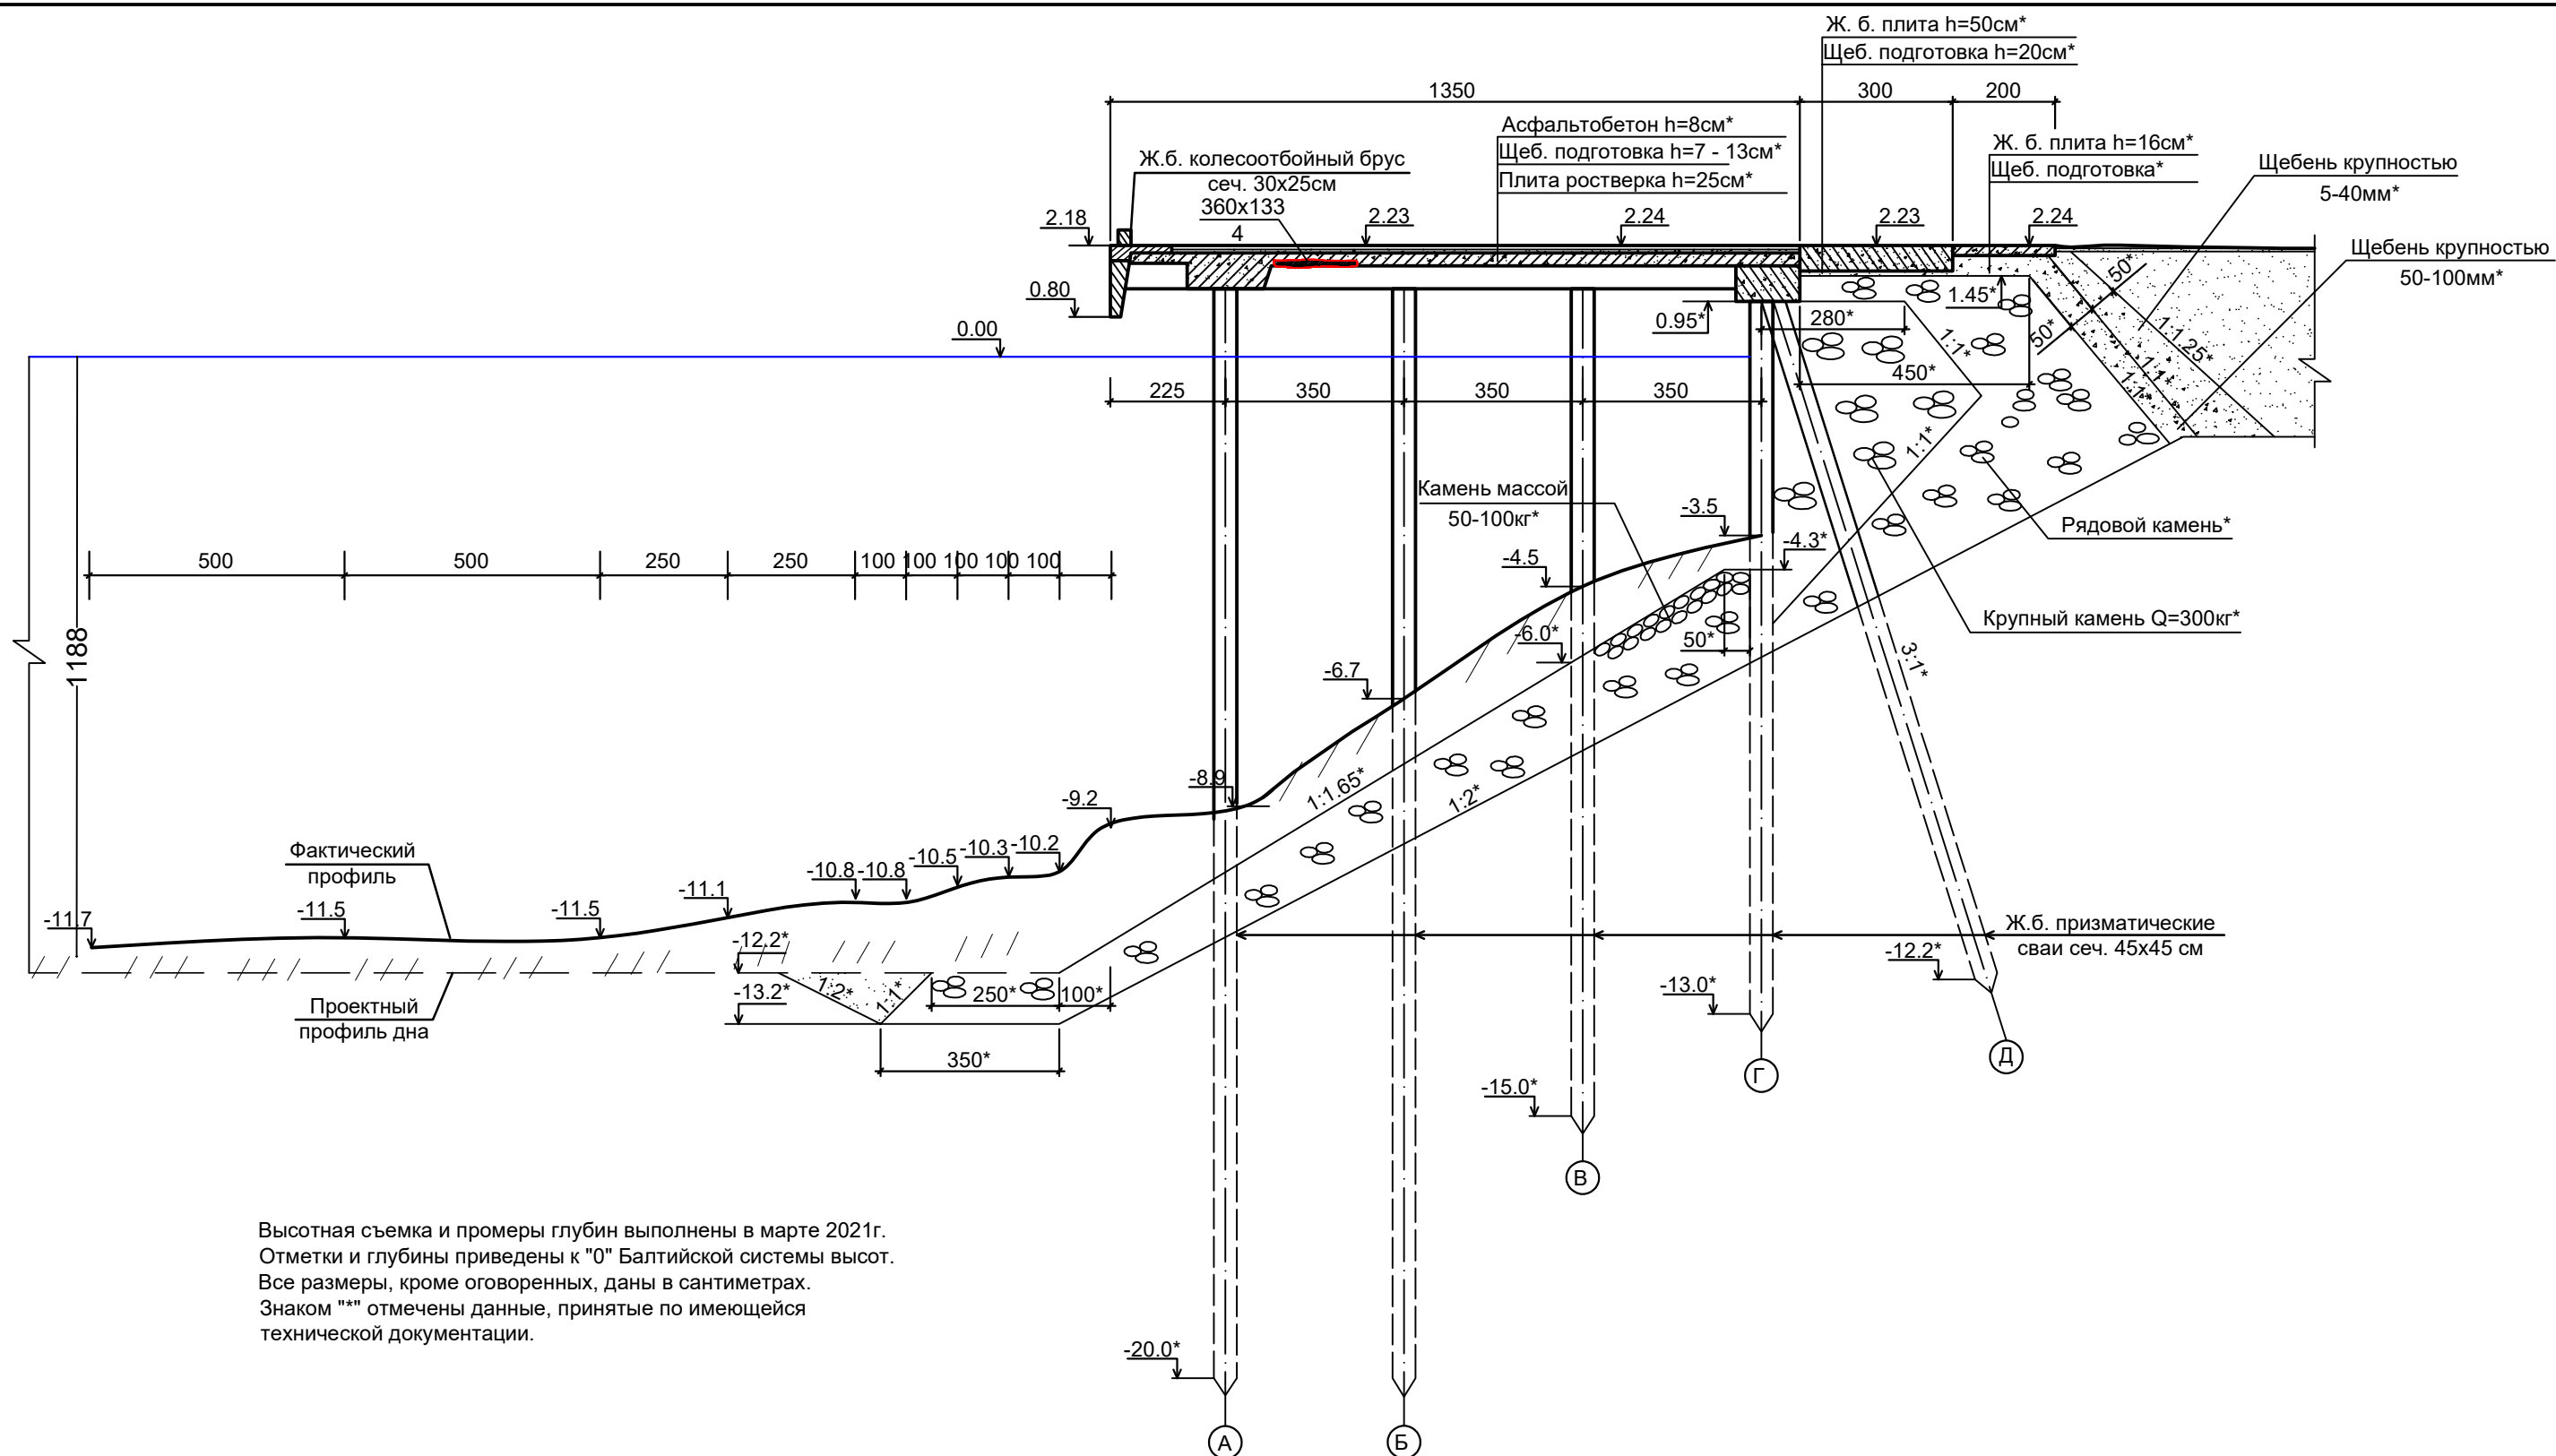 Ж. б. плита h=50см*
Щеб. подготовка h=20см*
1350
300
200
Асфальтобетон h=8см*
Щеб. подготовка h=7 - 13см*
Плита ростверка h=25см*
Ж. б. плита h=16см*
Щеб. подготовка*
Щебень крупностью
5-40мм*
Щебень крупностью
50-100мм*
Ж.б. колесоотбойный брус
сеч. 30х25см
360х133
4
2.18
2.23
2.24
2.23
2.24
0.80
0.00
0.95*
280*
1.45*
50*
50*
1:1*
1:1.25*
1:1*
1:1*
450*
225
350
350
350
1:1*
Камень массой
50-100кг*
-3.5
-4.3*
-4.5
Рядовой камень*
500
500
250
250
100
100
100
100
100
1188
-6.0*
50*
Крупный камень Q=300кг*
-6.7
3:1*
-8.9
1:1.65*
1:2*
-9.2
Фактический
профиль
-10.8
-10.8
-10.5
-10.3
-10.2
-11.1
-11.7
-11.5
-11.5
-12.2*
Ж.б. призматические
сваи сеч. 45х45 см
-12.2*
-13.2*
1:2*
1:1*
250*
100*
-13.0*
Проектный
профиль дна
350*
Д
Г
-15.0*
В
Высотная съемка и промеры глубин выполнены в марте 2021г.
Отметки и глубины приведены к "0" Балтийской системы высот.
Все размеры, кроме оговоренных, даны в сантиметрах.
Знаком "*" отмечены данные, принятые по имеющейся
технической документации.
-20.0*
А
Б